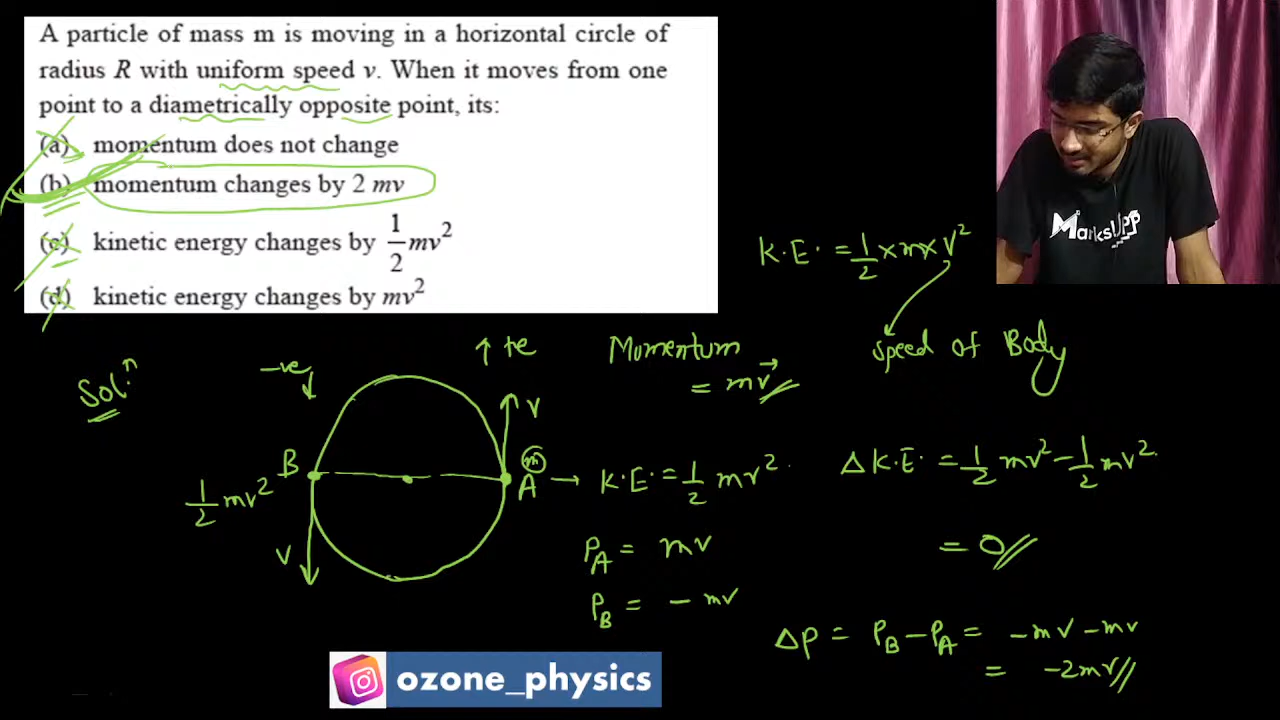 A particle of mass m is moving in a horizontal circle of
radius R with uniform speed v. When it moves from one
point to a diametrically opposite point, its:
(a) momentum does not change
(b) momentum changes by 2 mv
(c) kinetic energy changes by 1/2 mv²
(d) kinetic energy changes by mv²
MarksUpp
K.E. = 1/2 × m × v²
speed of Body
Solⁿ
-ve ↓
↑ +ve
Momentum
= mv⃗
v
B
m
A → K.E. = 1/2 mv²
1/2 mv²
Δ K.E. = 1/2 mv² - 1/2 mv²
= 0
v
P_A = mv
P_B = - mv
ΔP = P_B - P_A = -mv - mv
= -2mv
ozone_physics